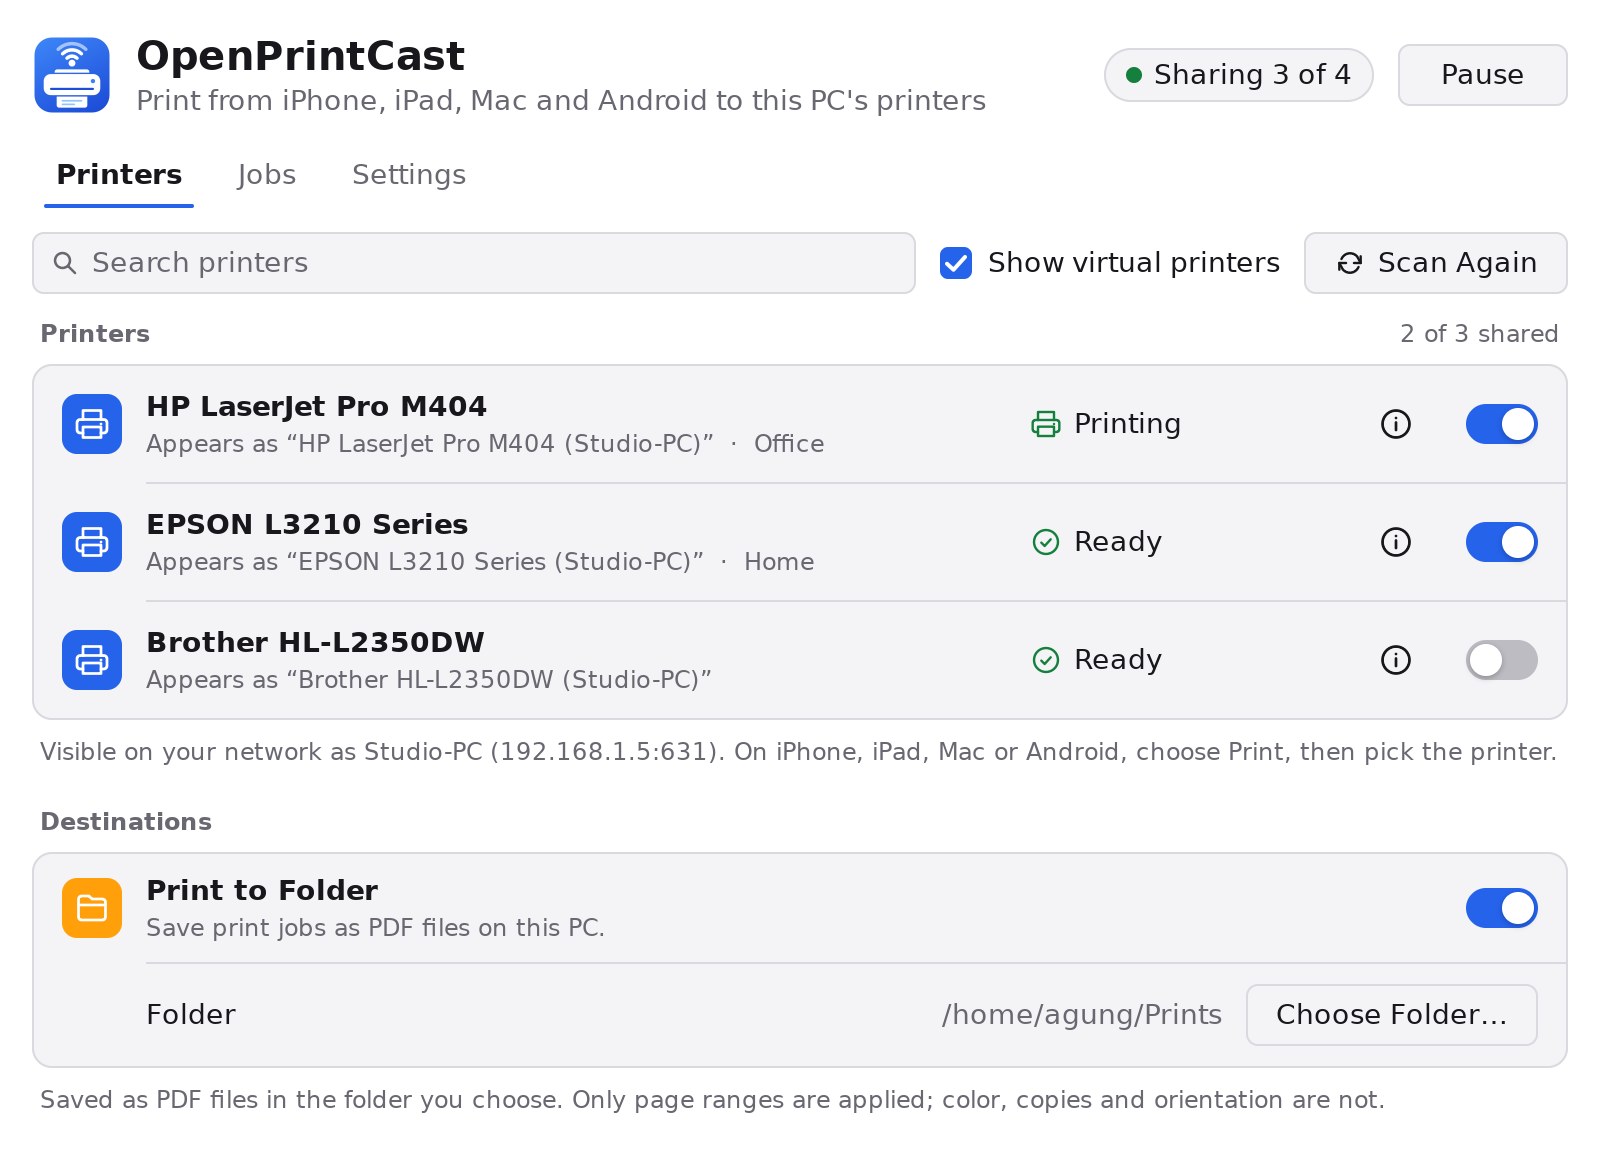 OpenPrintCast
Print from iPhone, iPad, Mac and Android to this PC's printers
Sharing 3 of 4
Pause
Printers
Jobs
Settings
Search printers
Show virtual printers
Scan Again
Printers
2 of 3 shared
HP LaserJet Pro M404
Appears as “HP LaserJet Pro M404 (Studio-PC)” · Office
Printing
EPSON L3210 Series
Appears as “EPSON L3210 Series (Studio-PC)” · Home
Ready
Brother HL-L2350DW
Appears as “Brother HL-L2350DW (Studio-PC)”
Ready
Visible on your network as Studio-PC (192.168.1.5:631). On iPhone, iPad, Mac or Android, choose Print, then pick the printer.
Destinations
Print to Folder
Save print jobs as PDF files on this PC.
Folder
/home/agung/Prints
Choose Folder…
Saved as PDF files in the folder you choose. Only page ranges are applied; color, copies and orientation are not.